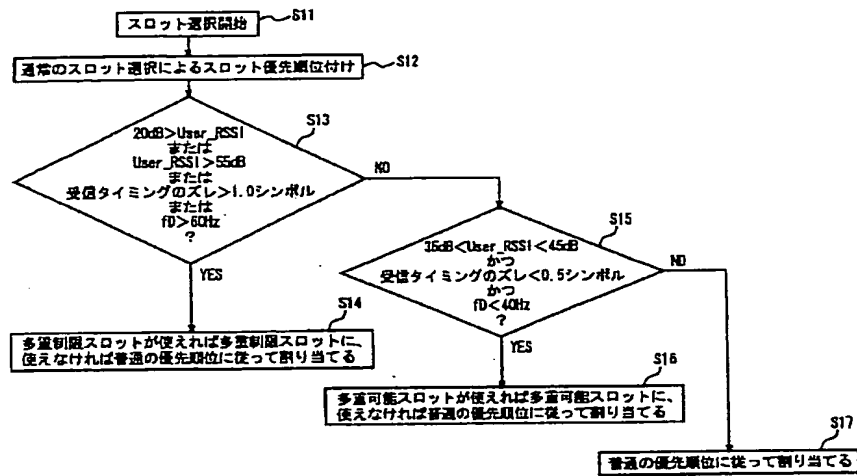 スロット選択開始
S11
通常のスロット選択によるスロット優先順位付け
S12
S13
20dB>User_RSSI
または
User_RSSI>55dB
または
受信タイミングのズレ>1.0シンボル
または
fD>60Hz
?
NO
YES
S14
多重制限スロットが使えれば多重制限スロットに、
使えなければ普通の優先順位に従って割り当てる
S15
35dB<User_RSSI<45dB
かつ
受信タイミングのズレ<0.5シンボル
かつ
fD<40Hz
?
NO
YES
S16
多重可能スロットが使えれば多重可能スロットに、
使えなければ普通の優先順位に従って割り当てる
S17
普通の優先順位に従って割り当てる